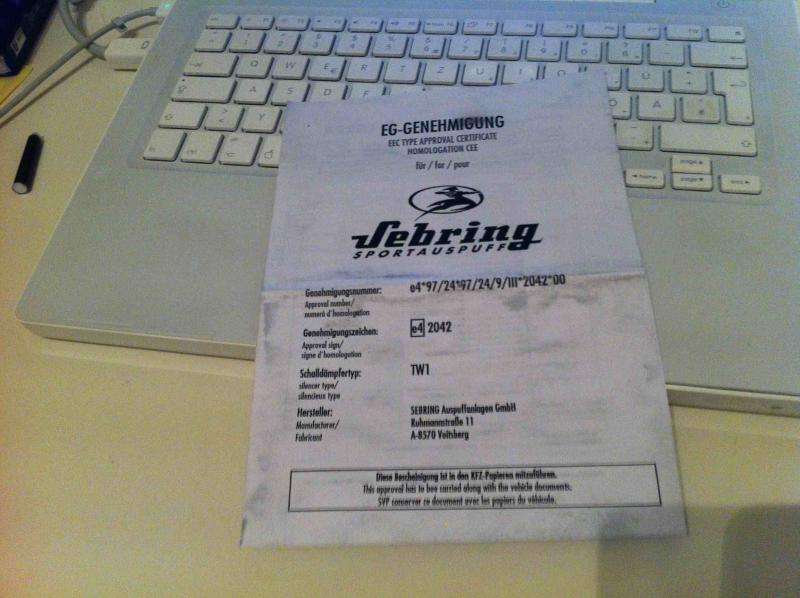 EG-GENEHMIGUNG
EEC TYPE APPROVAL CERTIFICATE
HOMOLOGATION CEE
für / for / pour
Sebring
SPORTAUSPUFF
Genehmigungsnummer: e4*97/24*97/24/9/III*2042*00
Approval number/
numeró d'homologation
Genehmigungszeichen: e4 2042
Approval sign/
signe d'homologation
Schalldämpfertyp: TW1
silencer type/
silencieux type
Hersteller: SEBRING Auspuffanlagen GmbH
Manufacturer/ Ruhmannstraße 11
Fabricant A-8570 Voitsberg
Diese Bescheinigung ist in den KFZ-Papieren mitzuführen.
This approval has to bee carried along with the vehicle documents.
SVP conserver ce document avec les papiers du véhicule.